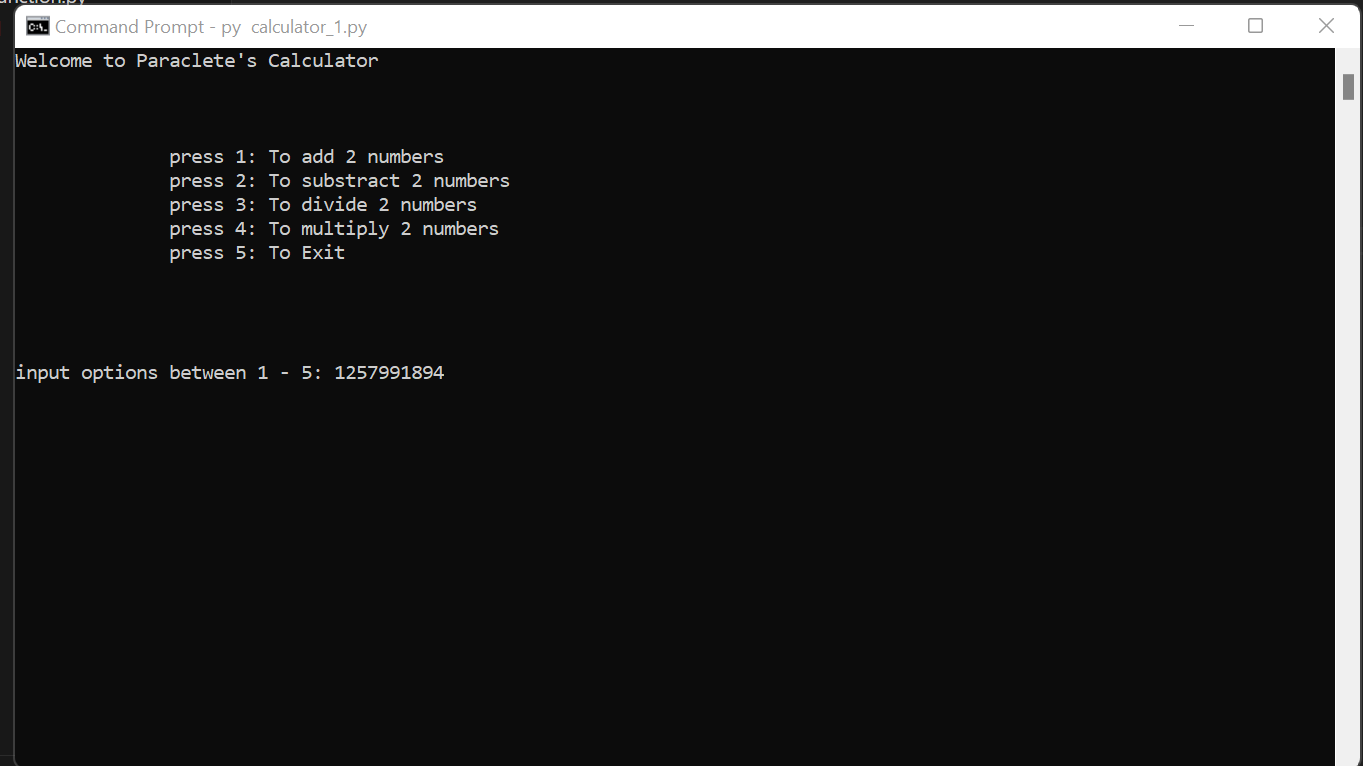 Command Prompt - py calculator_1.py
Welcome to Paraclete's Calculator
press 1: To add 2 numbers
press 2: To substract 2 numbers
press 3: To divide 2 numbers
press 4: To multiply 2 numbers
press 5: To Exit
input options between 1 - 5: 1257991894